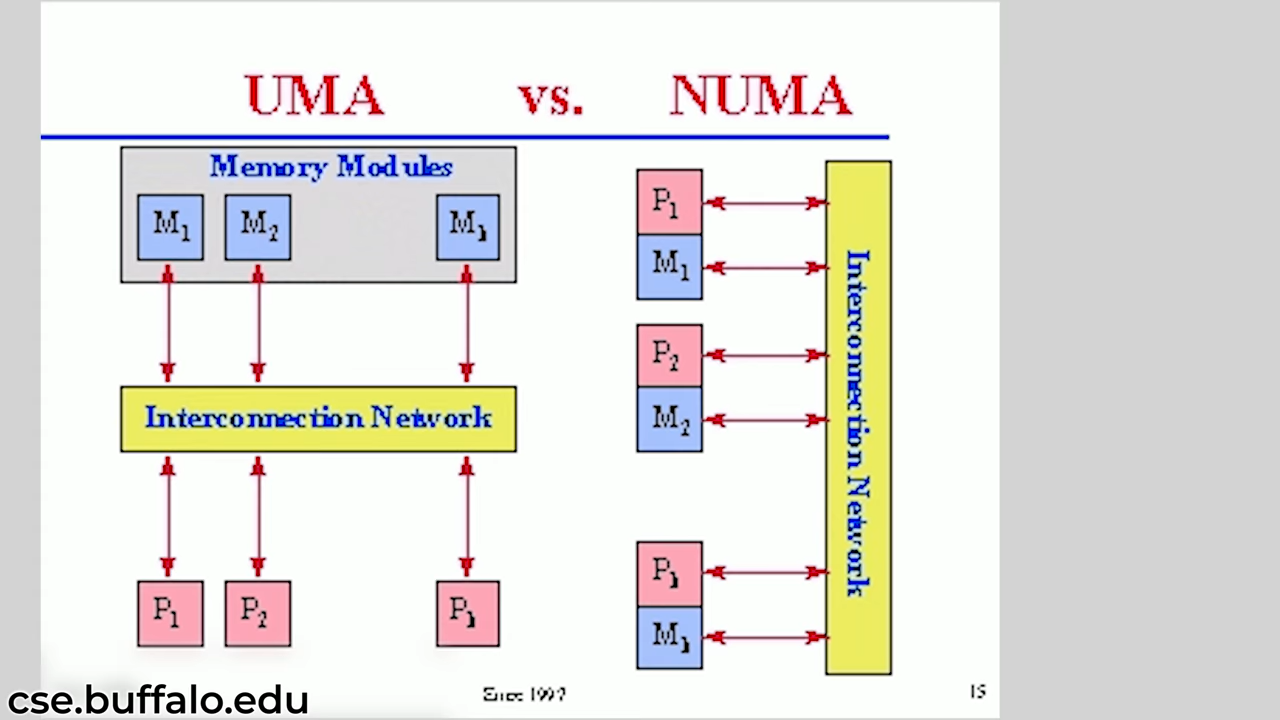 UMA vs. NUMA
Memory Modules
M1 M2
Interconnection Network
P1 P2
P1
M1
P2
M2
Interconnection Network
1997
15
cse.buffalo.edu